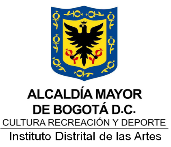 ALCALDÍA MAYOR
DE BOGOTÁ D.C.
CULTURA RECREACIÓN Y DEPORTE
Instituto Distrital de las Artes